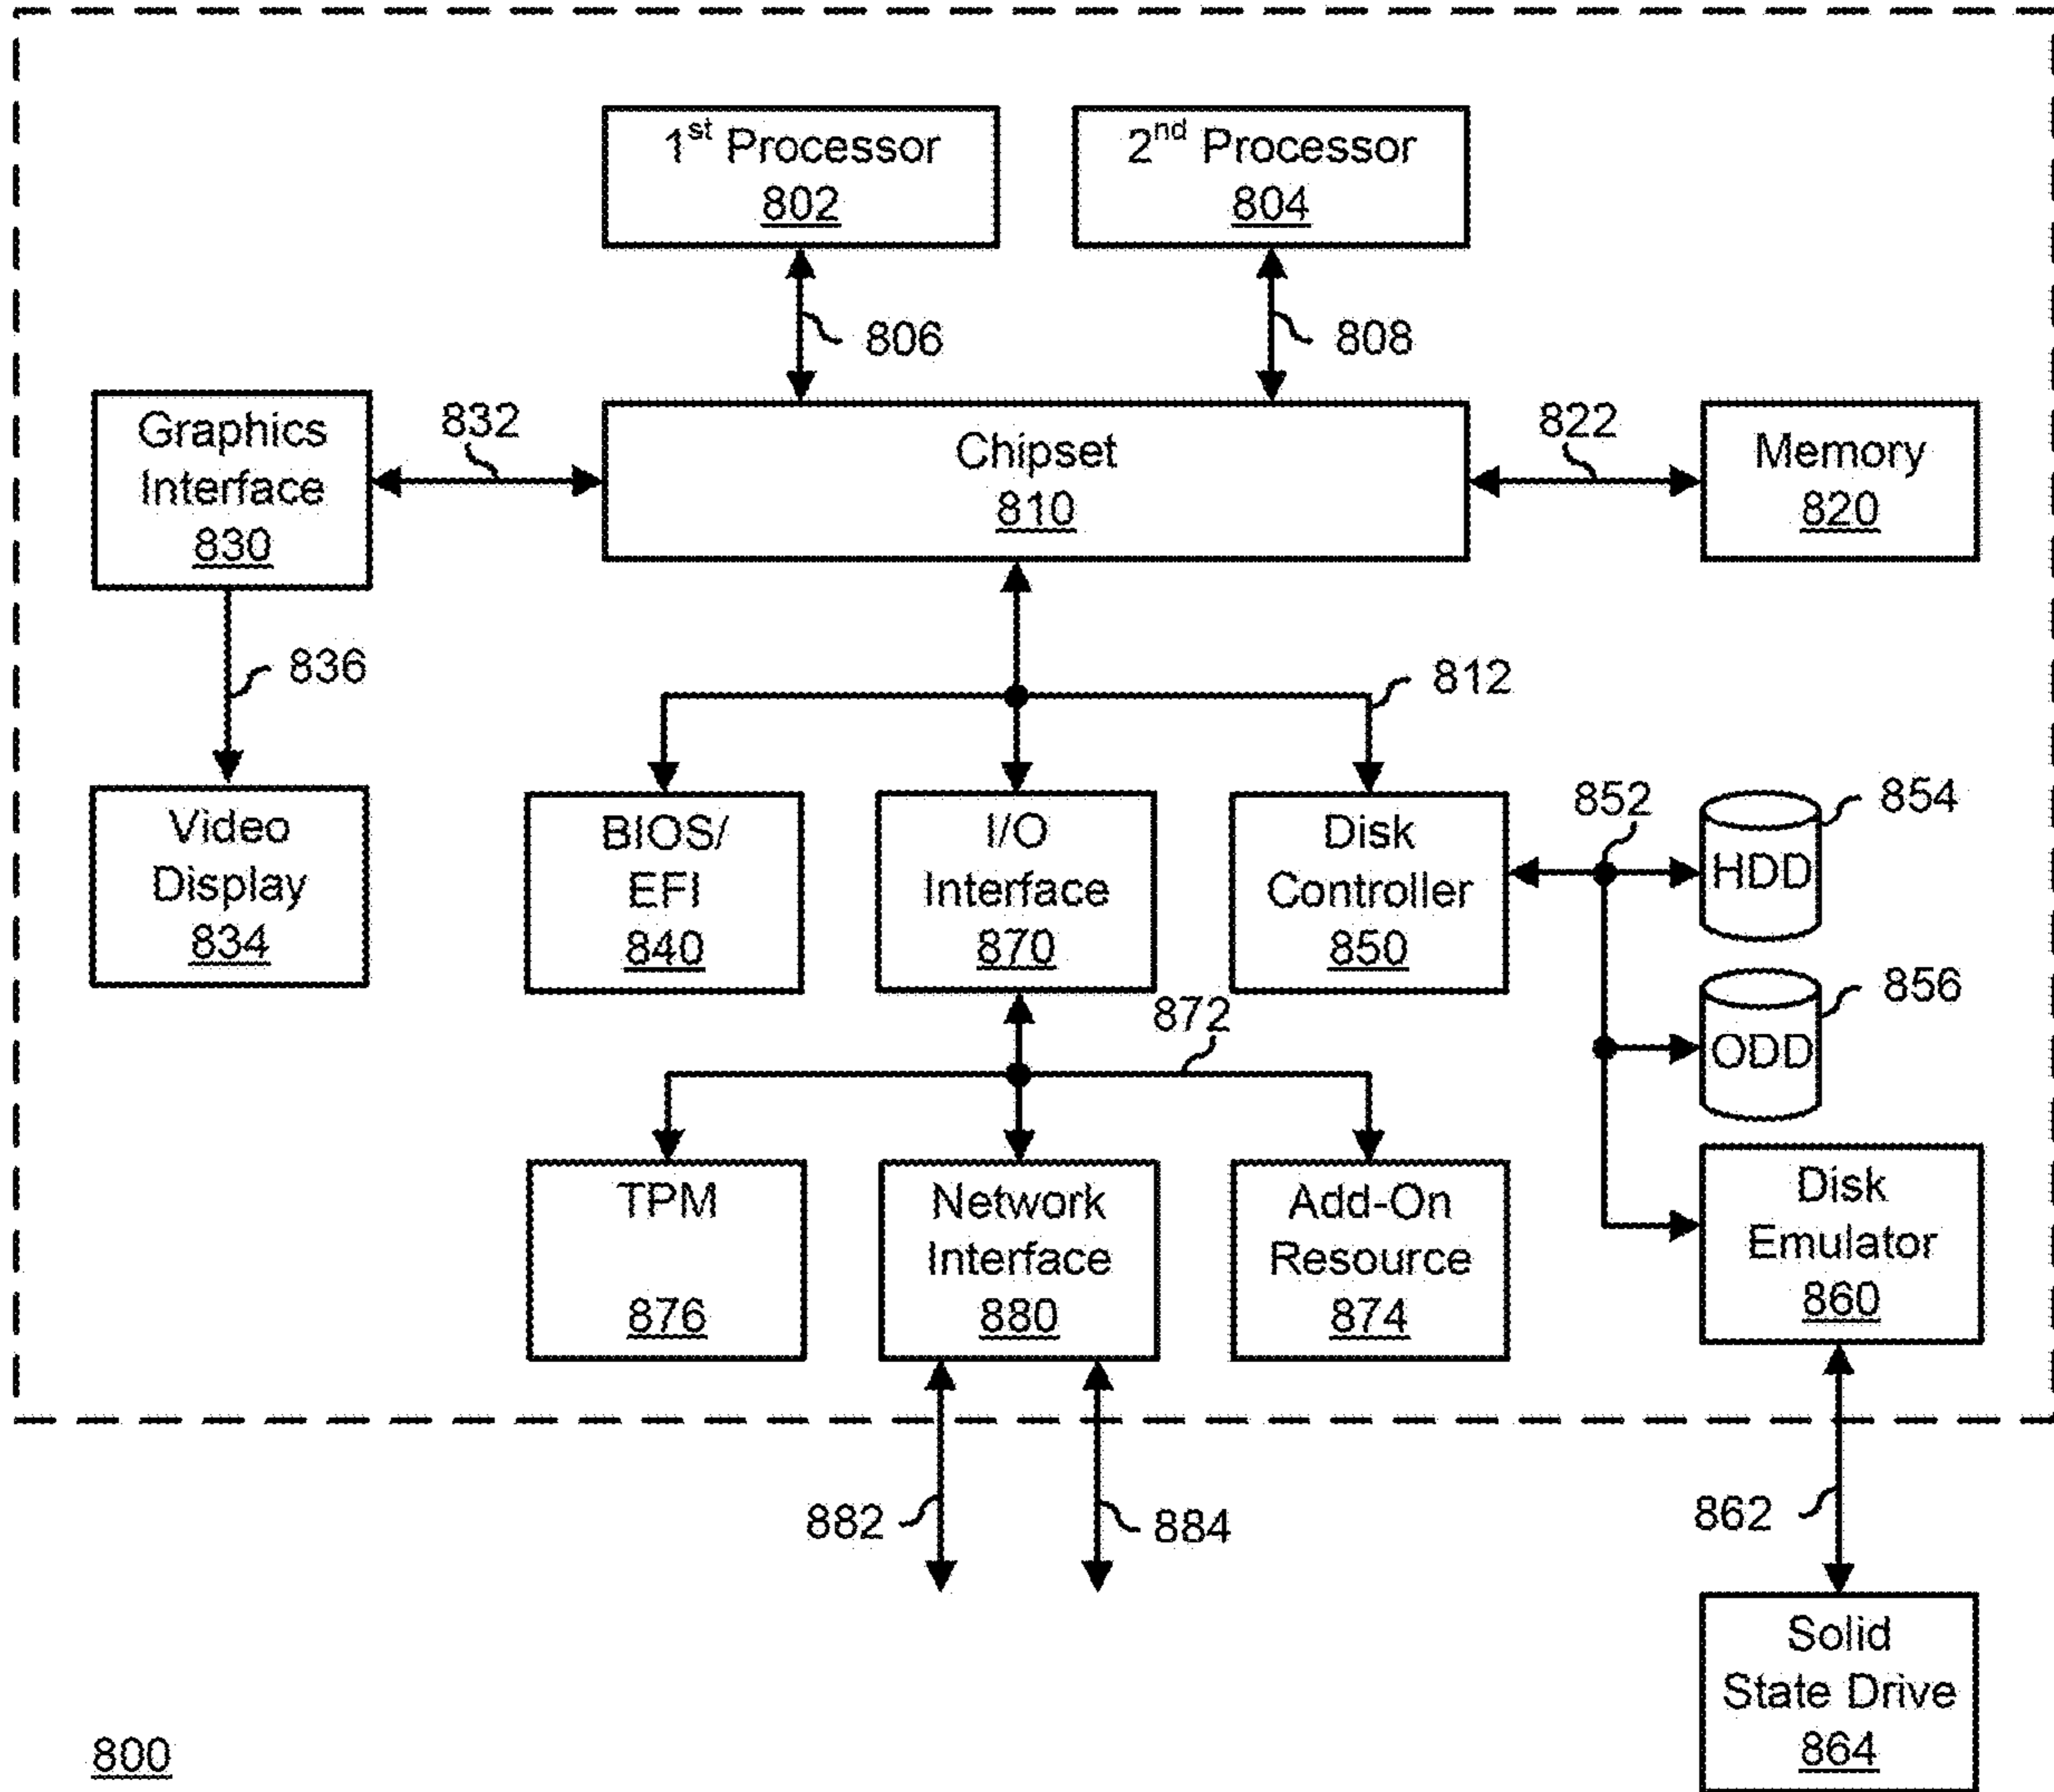 1st Processor
802
2nd Processor
804
806
808
Graphics
Interface
830
832
Chipset
810
822
Memory
820
836
812
Video
Display
834
BIOS/
EFI
840
I/O
Interface
870
Disk
Controller
850
852
HDD
854
ODD
856
872
TPM
876
Network
Interface
880
Add-On
Resource
874
Disk
Emulator
860
882
884
862
Solid
State Drive
864
800